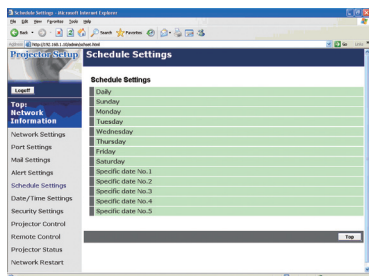 Schedule Settings - Microsoft Internet Explorer
File Edit View Favorites Tools Help
Back Search Favorites
Go
Projector Setup
Schedule Settings
Logoff
Top:
Network
Information
Network Settings
Port Settings
Mail Settings
Alert Settings
Schedule Settings
Date/Time Settings
Security Settings
Projector Control
Remote Control
Projector Status
Network Restart
Schedule Settings
Daily
Sunday
Monday
Tuesday
Wednesday
Thursday
Friday
Saturday
Specific date No.1
Specific date No.2
Specific date No.3
Specific date No.4
Specific date No.5
Top